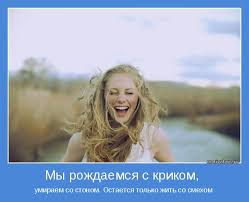 Мы рождаемся с криком,
умираем со стоном. Остается только жить со смехом